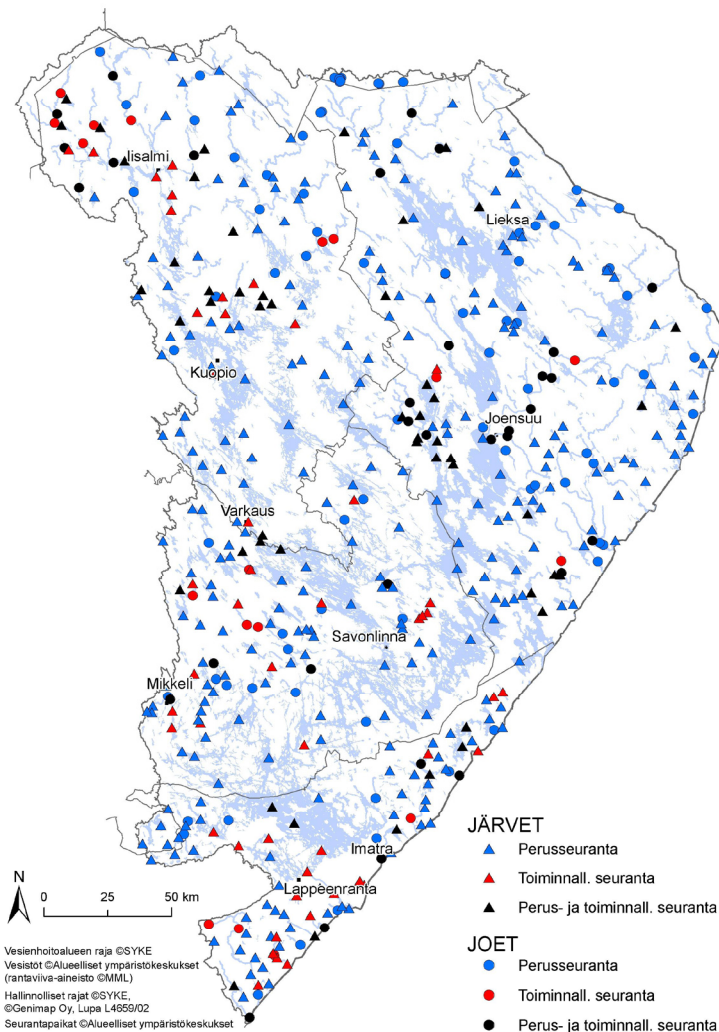 Iisalmi
Lieksa
Kuopio
Joensuu
Varkaus
Savonlinna
Mikkeli
Imatra
Lappeenranta
N
0 25 50 km
Vesienhoitoalueen raja ©SYKE
Vesistöt ©Alueelliset ympäristökeskukset
(rantaviiva-aineisto ©MML)
Hallinnolliset rajat ©SYKE,
©Genimap Oy, Lupa L4659/02
Seurantapaikat ©Alueelliset ympäristökeskukset
JÄRVET
Perusseuranta
Toiminnall. seuranta
Perus- ja toiminnall. seuranta
JOET
Perusseuranta
Toiminnall. seuranta
Perus- ja toiminnall. seuranta